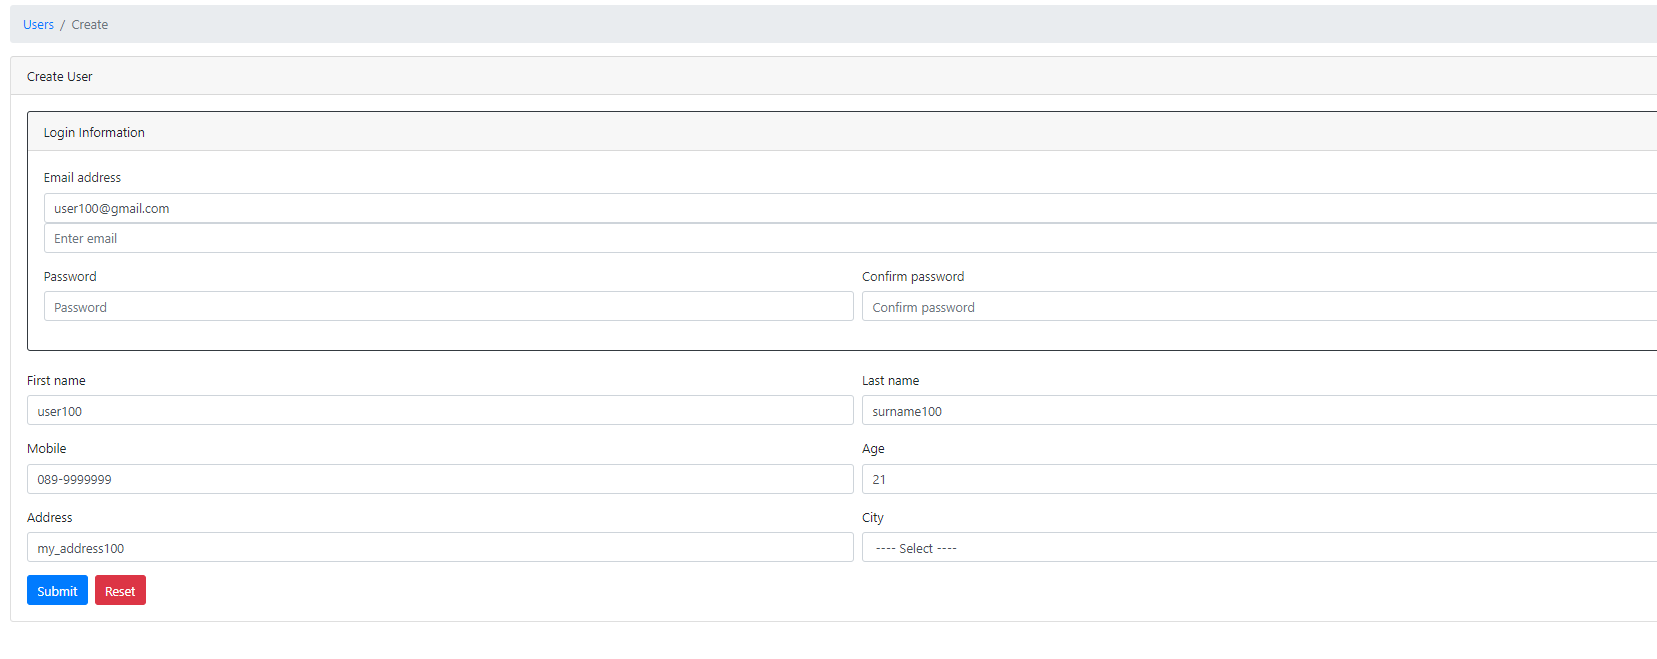 Users / Create
Create User
Login Information
Email address
user100@gmail.com
Enter email
Password Confirm password
Password Confirm password
First name Last name
user100 surname100
Mobile Age
089-9999999 21
Address City
my_address100 ---- Select ----
Submit Reset